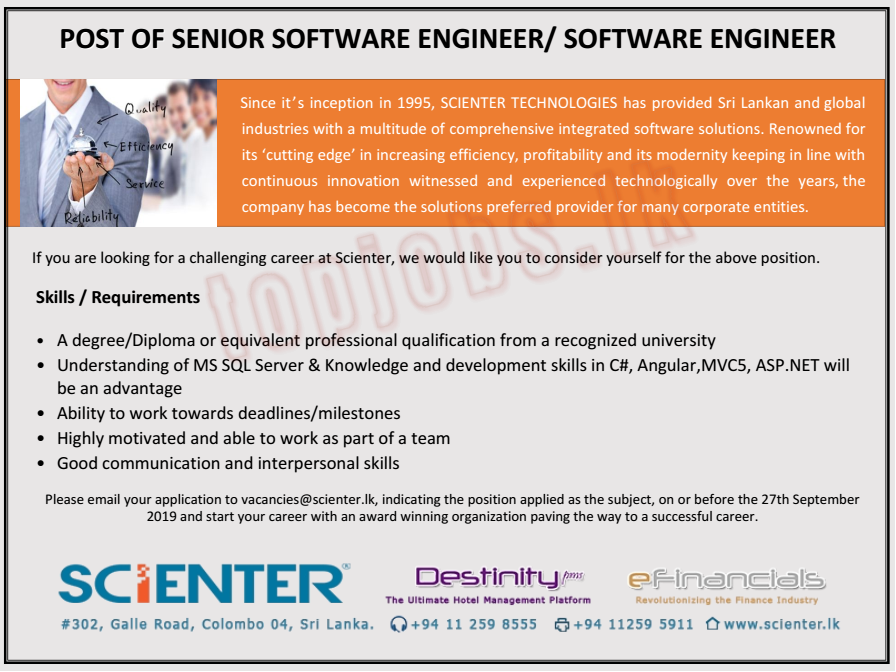 POST OF SENIOR SOFTWARE ENGINEER/ SOFTWARE ENGINEER
Quality
Efficiency
Service
Reliability
Since it's inception in 1995, SCIENTER TECHNOLOGIES has provided Sri Lankan and global
industries with a multitude of comprehensive integrated software solutions. Renowned for
its 'cutting edge' in increasing efficiency, profitability and its modernity keeping in line with
continuous innovation witnessed and experienced technologically over the years, the
company has become the solutions preferred provider for many corporate entities.
topjobs.lk
If you are looking for a challenging career at Scienter, we would like you to consider yourself for the above position.
Skills / Requirements
• A degree/Diploma or equivalent professional qualification from a recognized university
• Understanding of MS SQL Server & Knowledge and development skills in C#, Angular,MVC5, ASP.NET will
be an advantage
• Ability to work towards deadlines/milestones
• Highly motivated and able to work as part of a team
• Good communication and interpersonal skills
Please email your application to vacancies@scienter.lk, indicating the position applied as the subject, on or before the 27th September
2019 and start your career with an award winning organization paving the way to a successful career.
SCiENTER®
Destinity pms
The Ultimate Hotel Management Platform
eFinancials
Revolutionizing the Finance Industry
#302, Galle Road, Colombo 04, Sri Lanka. +94 11 259 8555 +94 11259 5911 www.scienter.lk